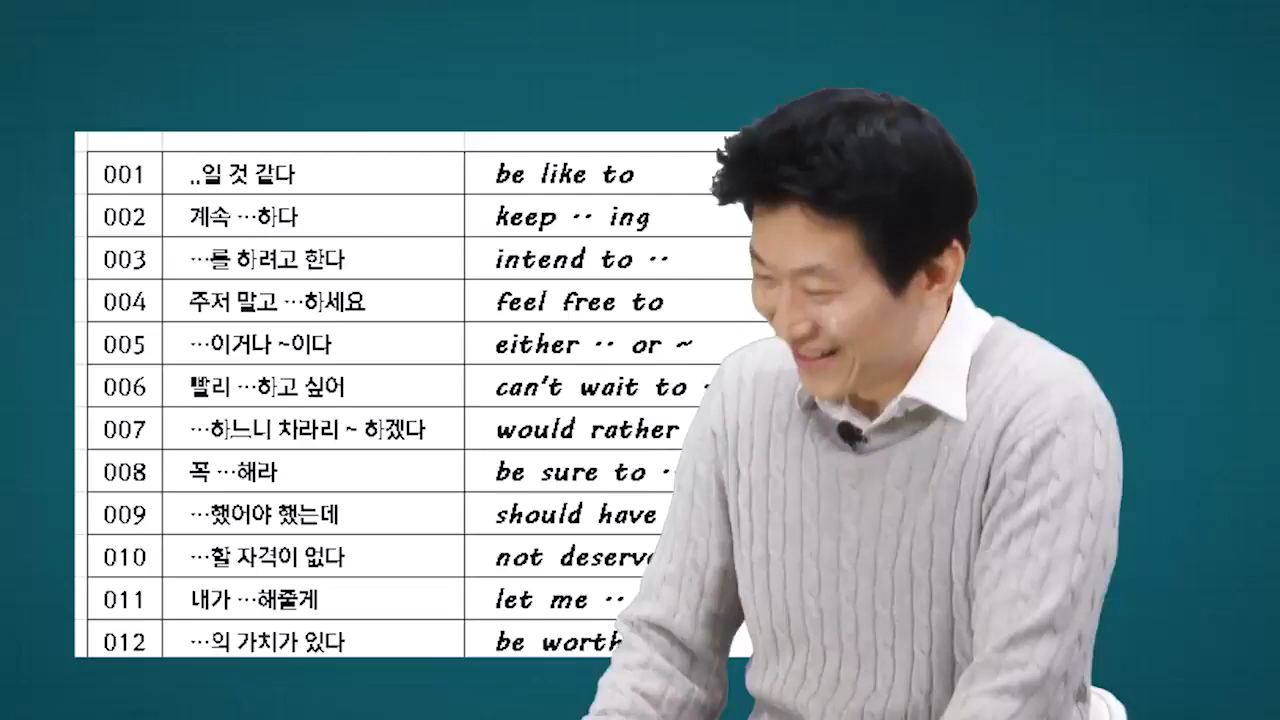 001 ..일 것 같다 be like to
002 계속 …하다 keep ·· ing
003 …를 하려고 한다 intend to ··
004 주저 말고 …하세요 feel free to
005 …이거나 ~이다 either ·· or ~
006 빨리 …하고 싶어 can't wait to
007 …하느니 차라리 ~ 하겠다 would rather
008 꼭 …해라 be sure to ··
009 …했어야 했는데 should have
010 …할 자격이 없다 not
011 내가 …해줄게 let me ··
012 …의 가치가 있다 be worth